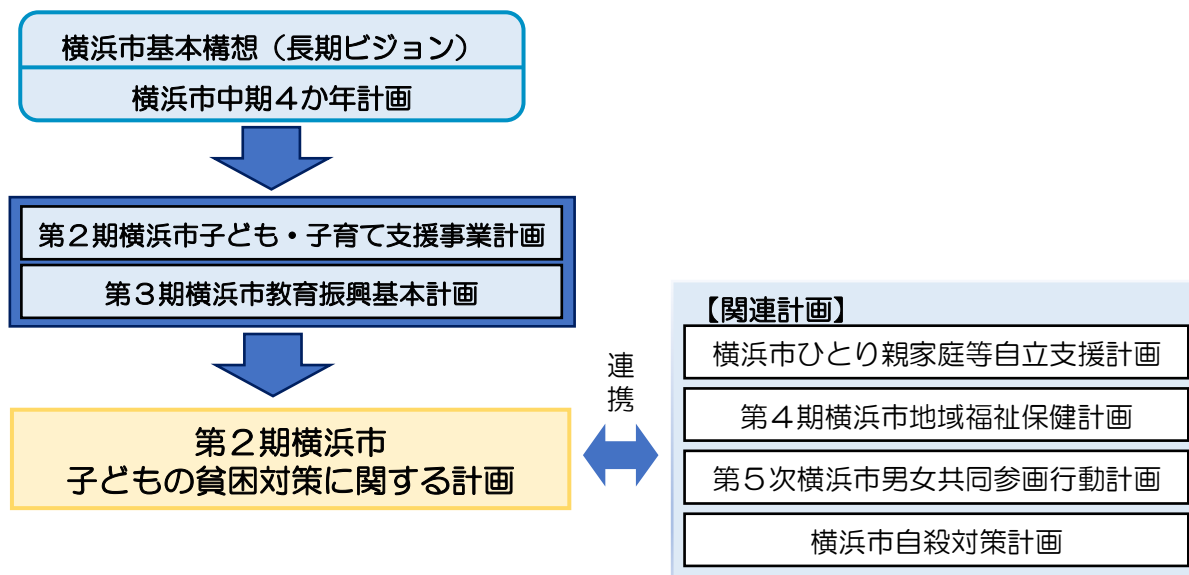 横浜市基本構想（長期ビジョン）
横浜市中期４か年計画
第２期横浜市子ども・子育て支援事業計画
第３期横浜市教育振興基本計画
第２期横浜市
子どもの貧困対策に関する計画
連
携
【関連計画】
横浜市ひとり親家庭等自立支援計画
第４期横浜市地域福祉保健計画
第５次横浜市男女共同参画行動計画
横浜市自殺対策計画